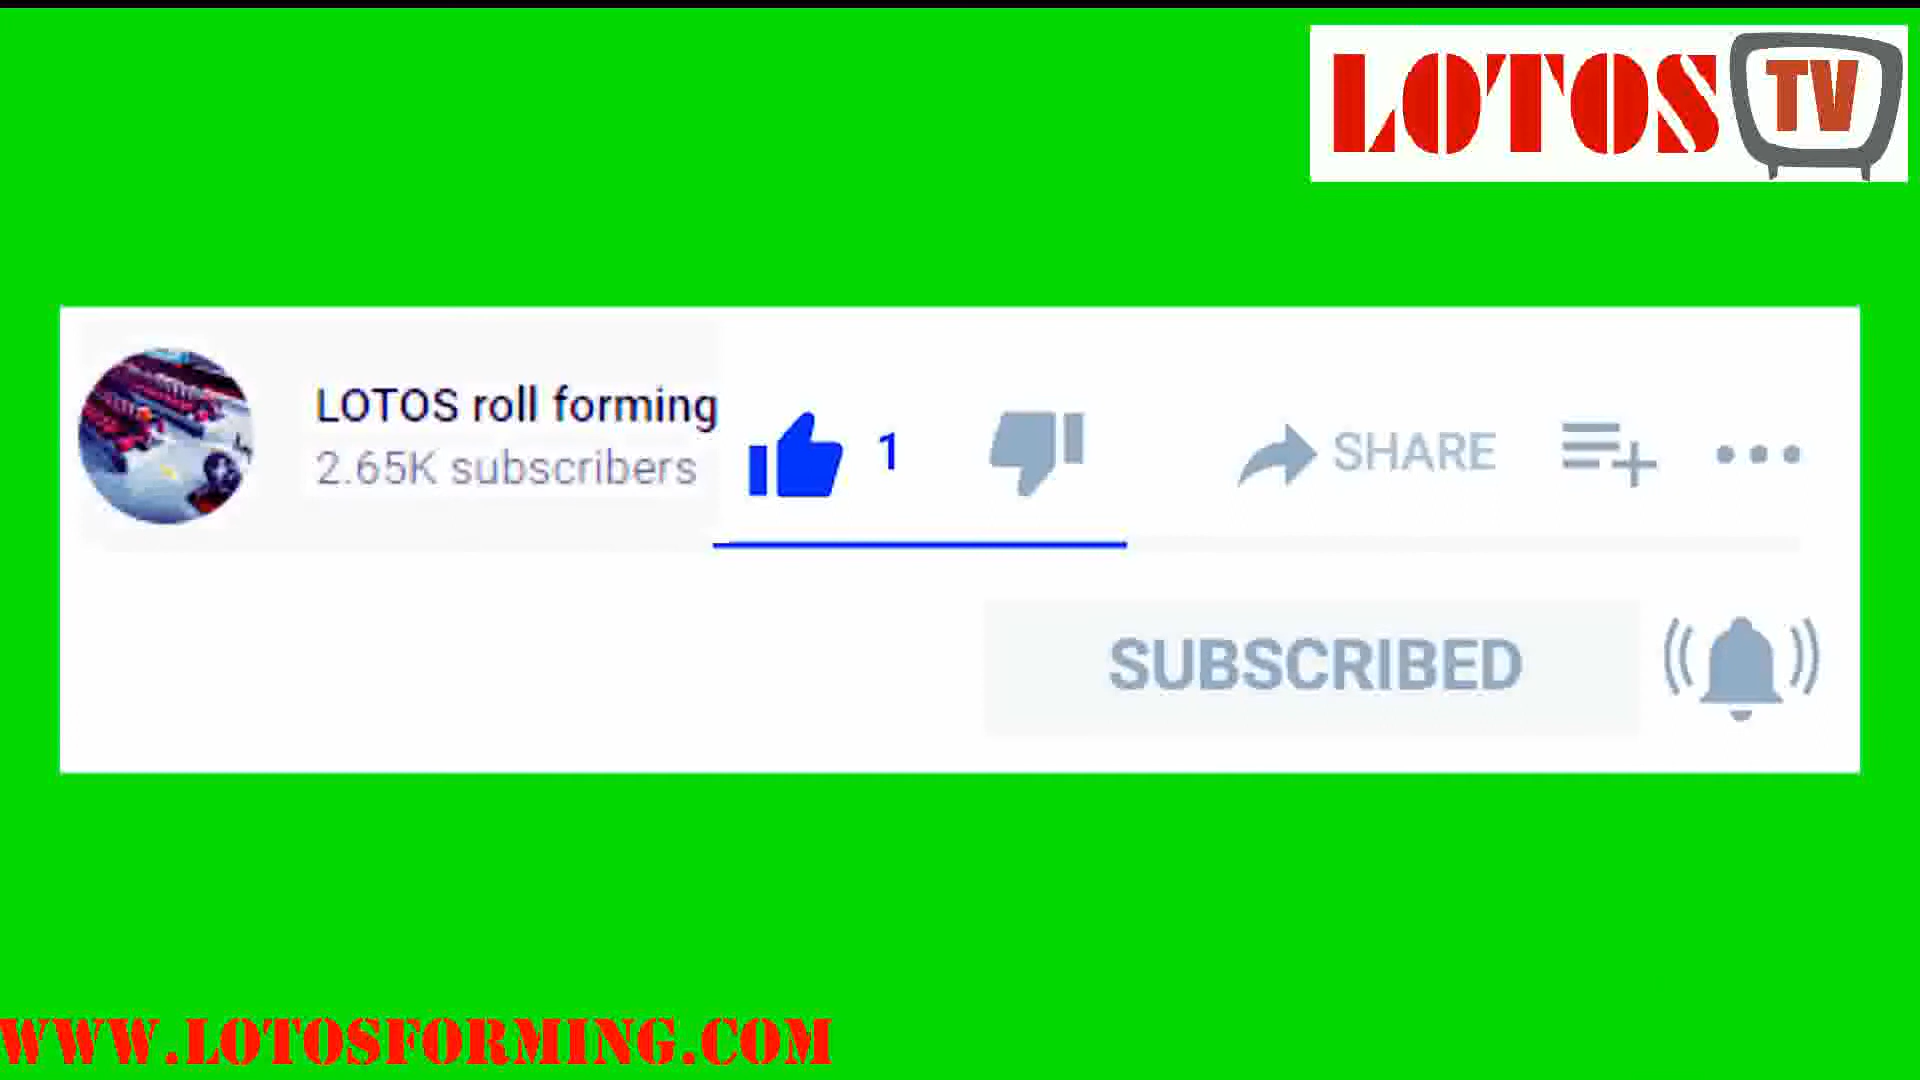 LOTOS TV
LOTOS roll forming
2.65K subscribers
1
SHARE
SUBSCRIBED
WWW.LOTOSFORMING.COM